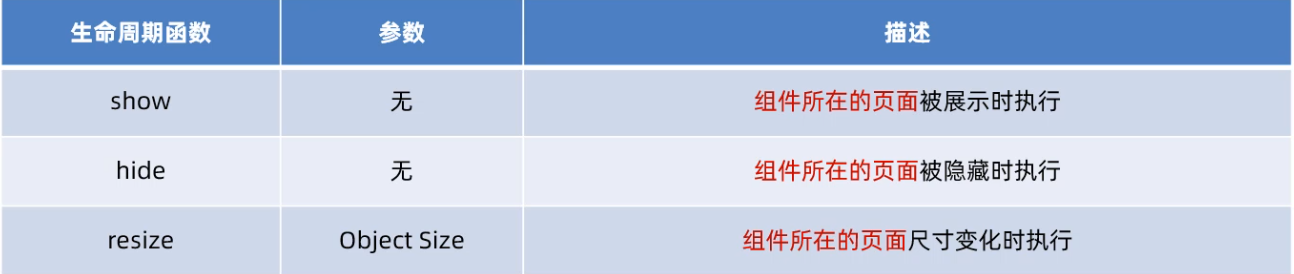 生命周期函数 参数 描述
show 无 组件所在的页面被展示时执行
hide 无 组件所在的页面被隐藏时执行
resize Object Size 组件所在的页面尺寸变化时执行